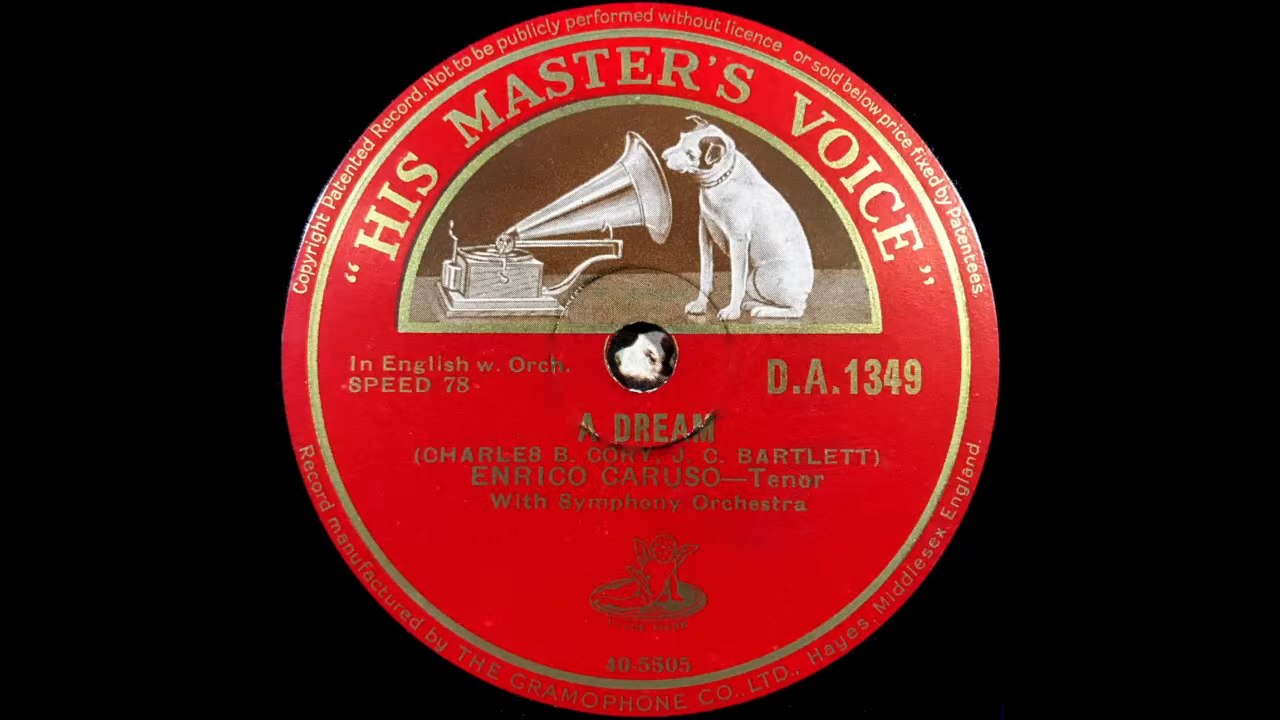 Copyright Patented Record. Not to be publicly performed without licence or sold below price fixed by Patentees.
"HIS MASTER'S VOICE"
In English w. Orch.
SPEED 78
D.A. 1349
A DREAM
(CHARLES B. CORY, J. C. BARTLETT)
ENRICO CARUSO—Tenor
With Symphony Orchestra
40-5505
Record manufactured by THE GRAMOPHONE CO., LTD., Hayes, Middlesex, England.